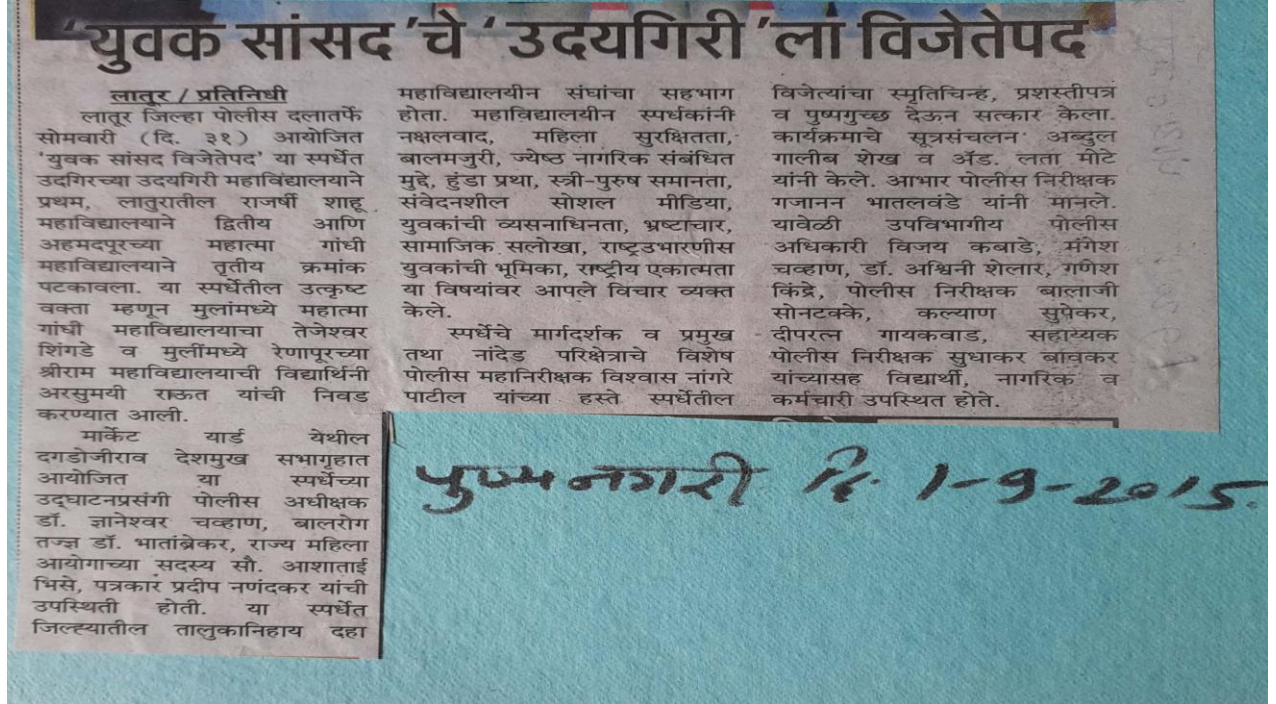 'युवक सांसद'चे 'उदयगिरी'ला विजेतेपद
लातूर / प्रतिनिधी
लातूर जिल्हा पोलीस दलातर्फे
सोमवारी (दि. ३१) आयोजित
'युवक सांसद विजेतेपद' या स्पर्धेत
उदगिरच्या उदयगिरी महाविद्यालयाने
प्रथम, लातुरातील राजर्षी शाहू
महाविद्यालयाने द्वितीय आणि
अहमदपूरच्या महात्मा गांधी
महाविद्यालयाने तृतीय क्रमांक
पटकावला. या स्पर्धेतील उत्कृष्ट
वक्ता म्हणून मुलांमध्ये महात्मा
गांधी महाविद्यालयाचा तेजेश्वर
शिंगडे व मुलींमध्ये रेणापूरच्या
श्रीराम महाविद्यालयाची विद्यार्थिनी
अरसुमयी राऊत यांची निवड
करण्यात आली.
मार्केट यार्ड येथील
दगडोजीराव देशमुख सभागृहात
आयोजित या स्पर्धेच्या
उद्घाटनप्रसंगी पोलीस अधीक्षक
डॉ. ज्ञानेश्वर चव्हाण, बालरोग
तज्ज्ञ डॉ. भातांब्रेकर, राज्य महिला
आयोगाच्या सदस्य सौ. आशाताई
भिसे, पत्रकार प्रदीप नणंदकर यांची
उपस्थिती होती. या स्पर्धेत
जिल्ह्यातील तालुकानिहाय दहा
महाविद्यालयीन संघांचा सहभाग
होता. महाविद्यालयीन स्पर्धकांनी
नक्षलवाद, महिला सुरक्षितता,
बालमजुरी, ज्येष्ठ नागरिक संबंधित
मुद्दे, हुंडा प्रथा, स्त्री-पुरुष समानता,
संवेदनशील सोशल मीडिया,
युवकांची व्यसनाधिनता, भ्रष्टाचार,
सामाजिक सलोखा, राष्ट्रउभारणीस
युवकांची भूमिका, राष्ट्रीय एकात्मता
या विषयांवर आपले विचार व्यक्त
केले.
स्पर्धेचे मार्गदर्शक व प्रमुख
तथा नांदेड परिक्षेत्राचे विशेष
पोलीस महानिरीक्षक विश्वास नांगरे
पाटील यांच्या हस्ते स्पर्धेतील
विजेत्यांचा स्मृतिचिन्ह, प्रशस्तीपत्र
व पुष्पगुच्छ देऊन सत्कार केला.
कार्यक्रमाचे सूत्रसंचलन अब्दुल
गालीब शेख व ॲड. लता मोटे
यांनी केले. आभार पोलीस निरीक्षक
गजानन भातलवंडे यांनी मानले.
यावेळी उपविभागीय पोलीस
अधिकारी विजय कबाडे, मंगेश
चव्हाण, डॉ. अश्विनी शेलार, गणेश
किंद्रे, पोलीस निरीक्षक बालाजी
सोनटक्के, कल्याण सुपेकर,
दीपरत्न गायकवाड, सहाय्यक
पोलीस निरीक्षक सुधाकर बावकर
यांच्यासह विद्यार्थी, नागरिक व
कर्मचारी उपस्थित होते.
पुण्यनगरी दि. 1-9-2015.